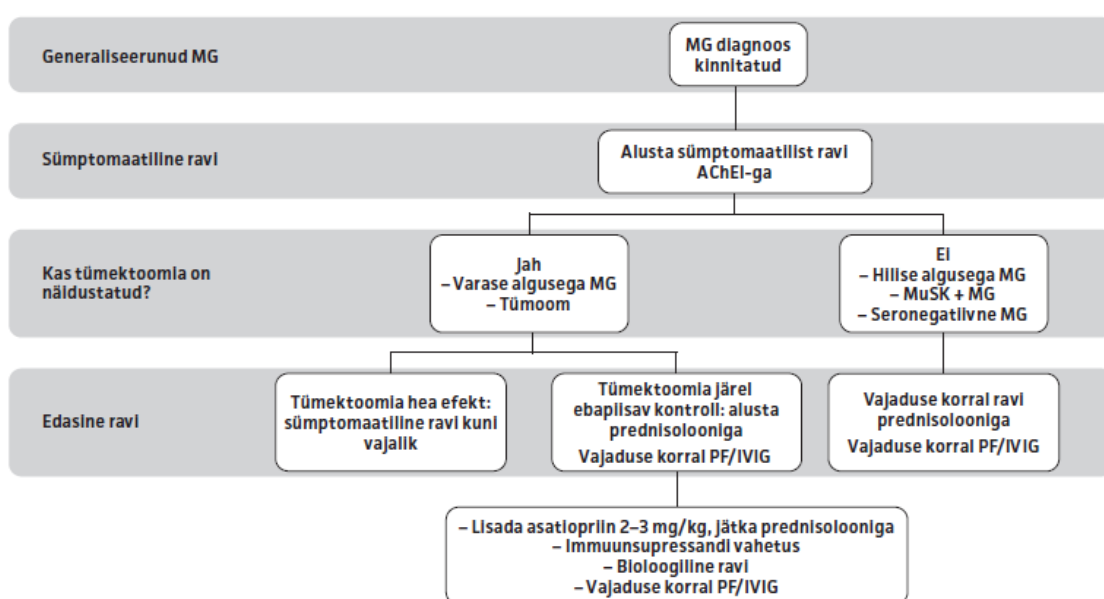 Generaliseerunud MG
MG diagnoos
kinnitatud
Sümptomaatiline ravi
Alusta sümptomaatilist ravi
AChEI-ga
Kas tümektoomia on
näidustatud?
Jah
– Varase algusega MG
– Tümoom
Ei
– Hilise algusega MG
– MuSK + MG
– Seronegatiivne MG
Edasine ravi
Tümektoomia hea efekt:
sümptomaatiline ravi kuni
vajalik
Tümektoomia järel
ebapiisav kontroll: alusta
prednisolooniga
Vajaduse korral PF/IVIG
Vajaduse korral ravi
prednisolooniga
Vajaduse korral PF/IVIG
– Lisada asatiopriin 2–3 mg/kg, jätka prednisolooniga
– Immuunsupressandi vahetus
– Bioloogiline ravi
– Vajaduse korral PF/IVIG